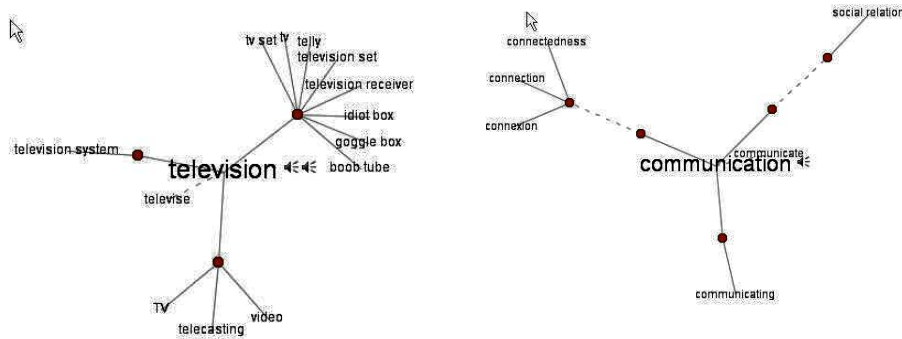 tv set
tv
telly
television set
television receiver
idiot box
goggle box
boob tube
television system
television
televise
TV
telecasting
video
connectedness
connection
connexion
social relation
communicate
communication
communicating